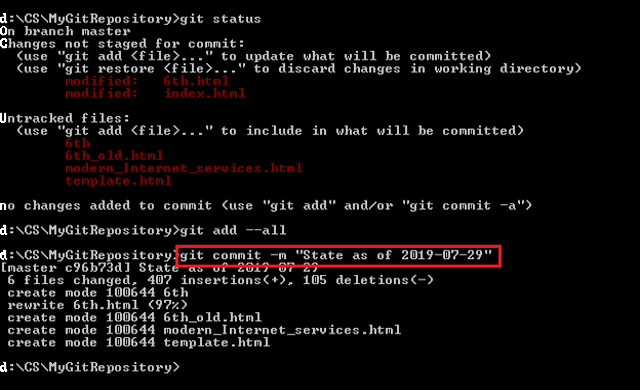 d:\CS\MyGitRepository>git status
On branch master
Changes not staged for commit:
(use "git add <file>..." to update what will be committed)
(use "git restore <file>..." to discard changes in working directory)
modified: 6th.html
modified: index.html
Untracked files:
(use "git add <file>..." to include in what will be committed)
6th
6th_old.html
modern_Internet_services.html
template.html
no changes added to commit (use "git add" and/or "git commit -a")
d:\CS\MyGitRepository>git add --all
d:\CS\MyGitRepository>git commit -m "State as of 2019-07-29"
[master c96b73d] State as of 2019-07-29
6 files changed, 407 insertions(+), 105 deletions(-)
create mode 100644 6th
rewrite 6th.html (97%)
create mode 100644 6th_old.html
create mode 100644 modern_Internet_services.html
create mode 100644 template.html
d:\CS\MyGitRepository>